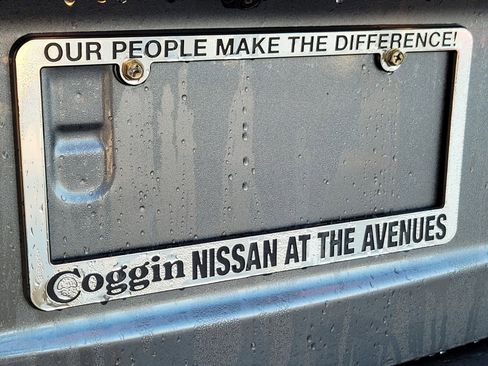 OUR PEOPLE MAKE THE DIFFERENCE!
Coggin NISSAN AT THE AVENUES